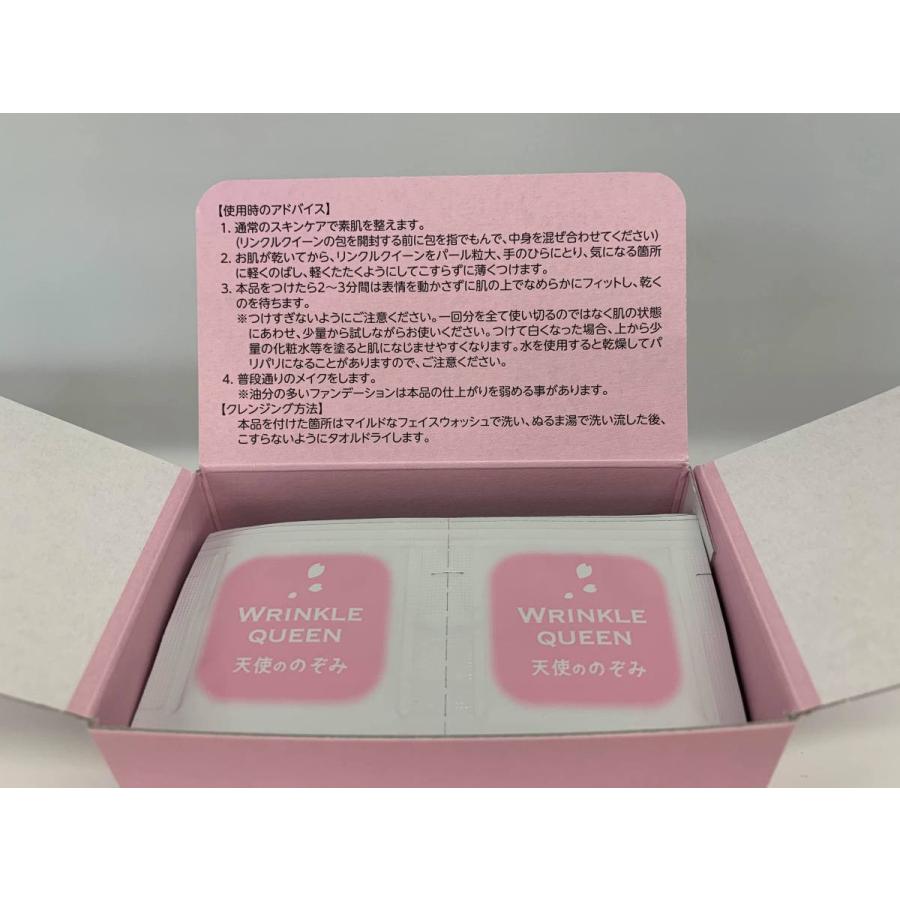 【使用時のアドバイス】
1. 通常のスキンケアで素肌を整えます。
(リンクルクイーンの包を開封する前に包を指でもんで、中身を混ぜ合わせてください)
2. お肌が乾いてから、リンクルクイーンをパール粒大、手のひらにとり、気になる箇所
に軽くのばし、軽くたたくようにしてこすらずに薄くつけます。
3. 本品をつけたら2〜3分間は表情を動かさずに肌の上でなめらかにフィットし、乾く
のを待ちます。
※つけすぎないようにご注意ください。一回分を全て使い切るのではなく肌の状態
にあわせ、少量から試しながらお使いください。つけて白くなった場合、上から少
量の化粧水等を塗ると肌になじませやすくなります。水を使用すると乾燥してパ
リパリになることがありますので、ご注意ください。
4. 普段通りのメイクをします。
※油分の多いファンデーションは本品の仕上がりを弱める事があります。
【クレンジング方法】
本品を付けた箇所はマイルドなフェイスウォッシュで洗い、ぬるま湯で洗い流した後、
こすらないようにタオルドライします。
WRINKLE
QUEEN
天使ののぞみ
WRINKLE
QUEEN
天使ののぞみ